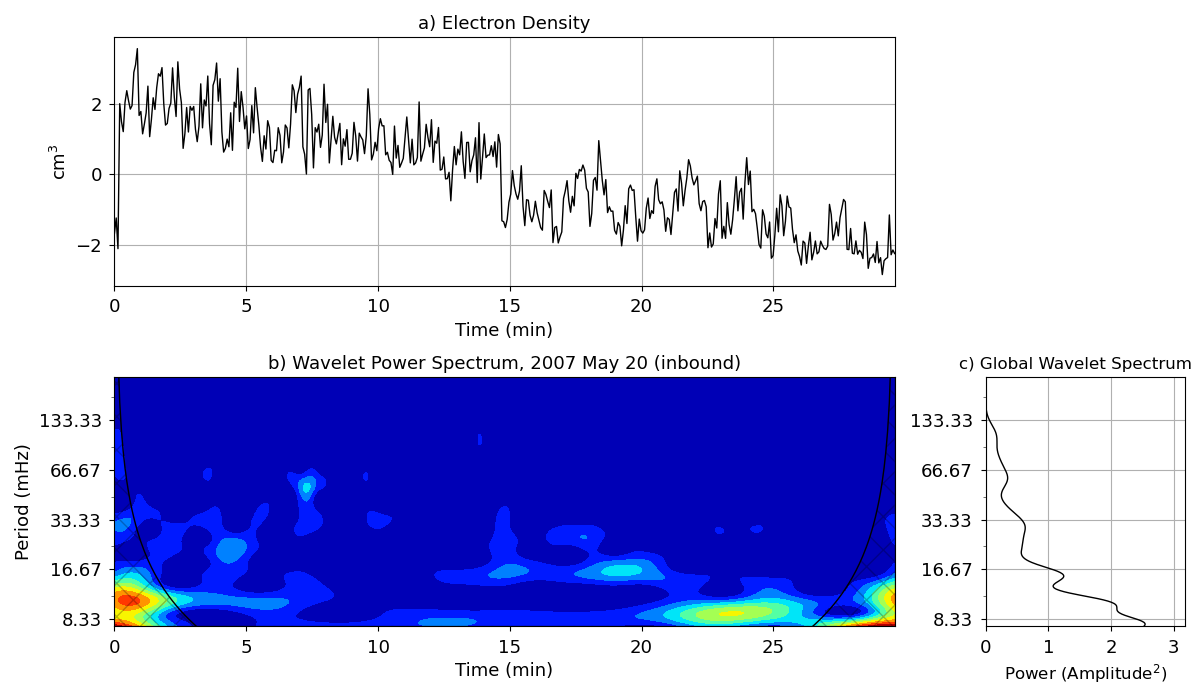 a) Electron Density
cm³
2
0
−2
0 5 10 15 20 25
Time (min)
b) Wavelet Power Spectrum, 2007 May 20 (inbound)
Period (mHz)
133.33
66.67
33.33
16.67
8.33
0 5 10 15 20 25
Time (min)
c) Global Wavelet Spectrum
133.33
66.67
33.33
16.67
8.33
0 1 2 3
Power (Amplitude²)